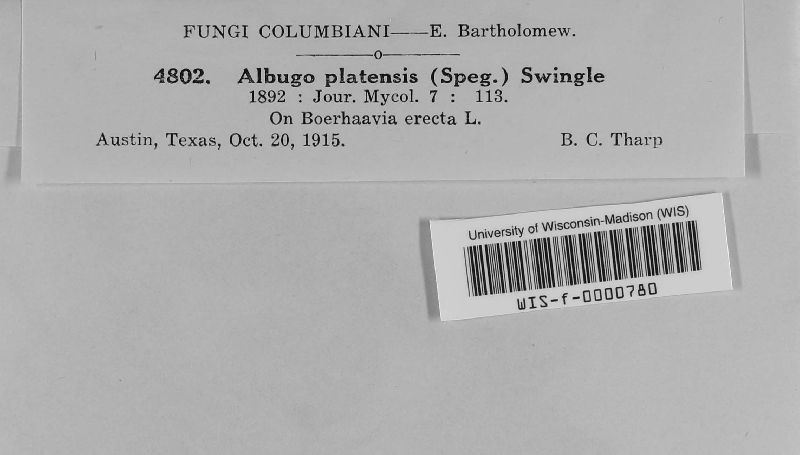 FUNGI COLUMBIANI——E. Bartholomew.
4802. Albugo platensis (Speg.) Swingle
1892 : Jour. Mycol. 7 : 113.
On Boerhaavia erecta L.
Austin, Texas, Oct. 20, 1915. B. C. Tharp
University of Wisconsin-Madison (WIS)
WIS-f-0000780